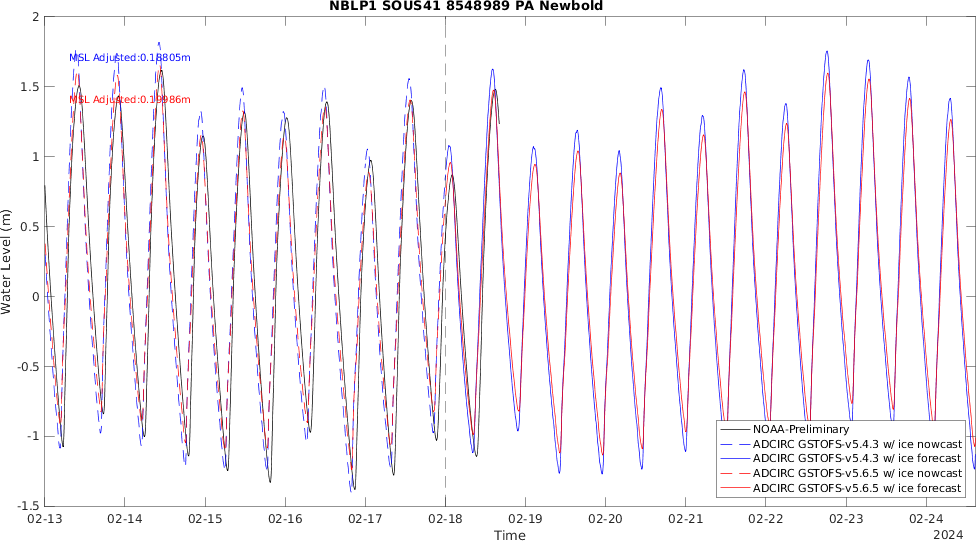 NBLP1 SOUS41 8548989 PA Newbold
2
1.5
1
0.5
0
-0.5
-1
-1.5
Water Level (m)
MSL Adjusted:0.18805m
MSL Adjusted:0.19986m
NOAA-Preliminary
ADCIRC GSTOFS-v5.4.3 w/ ice nowcast
ADCIRC GSTOFS-v5.4.3 w/ ice forecast
ADCIRC GSTOFS-v5.6.5 w/ ice nowcast
ADCIRC GSTOFS-v5.6.5 w/ ice forecast
02-13 02-14 02-15 02-16 02-17 02-18 02-19 02-20 02-21 02-22 02-23 02-24
Time
2024